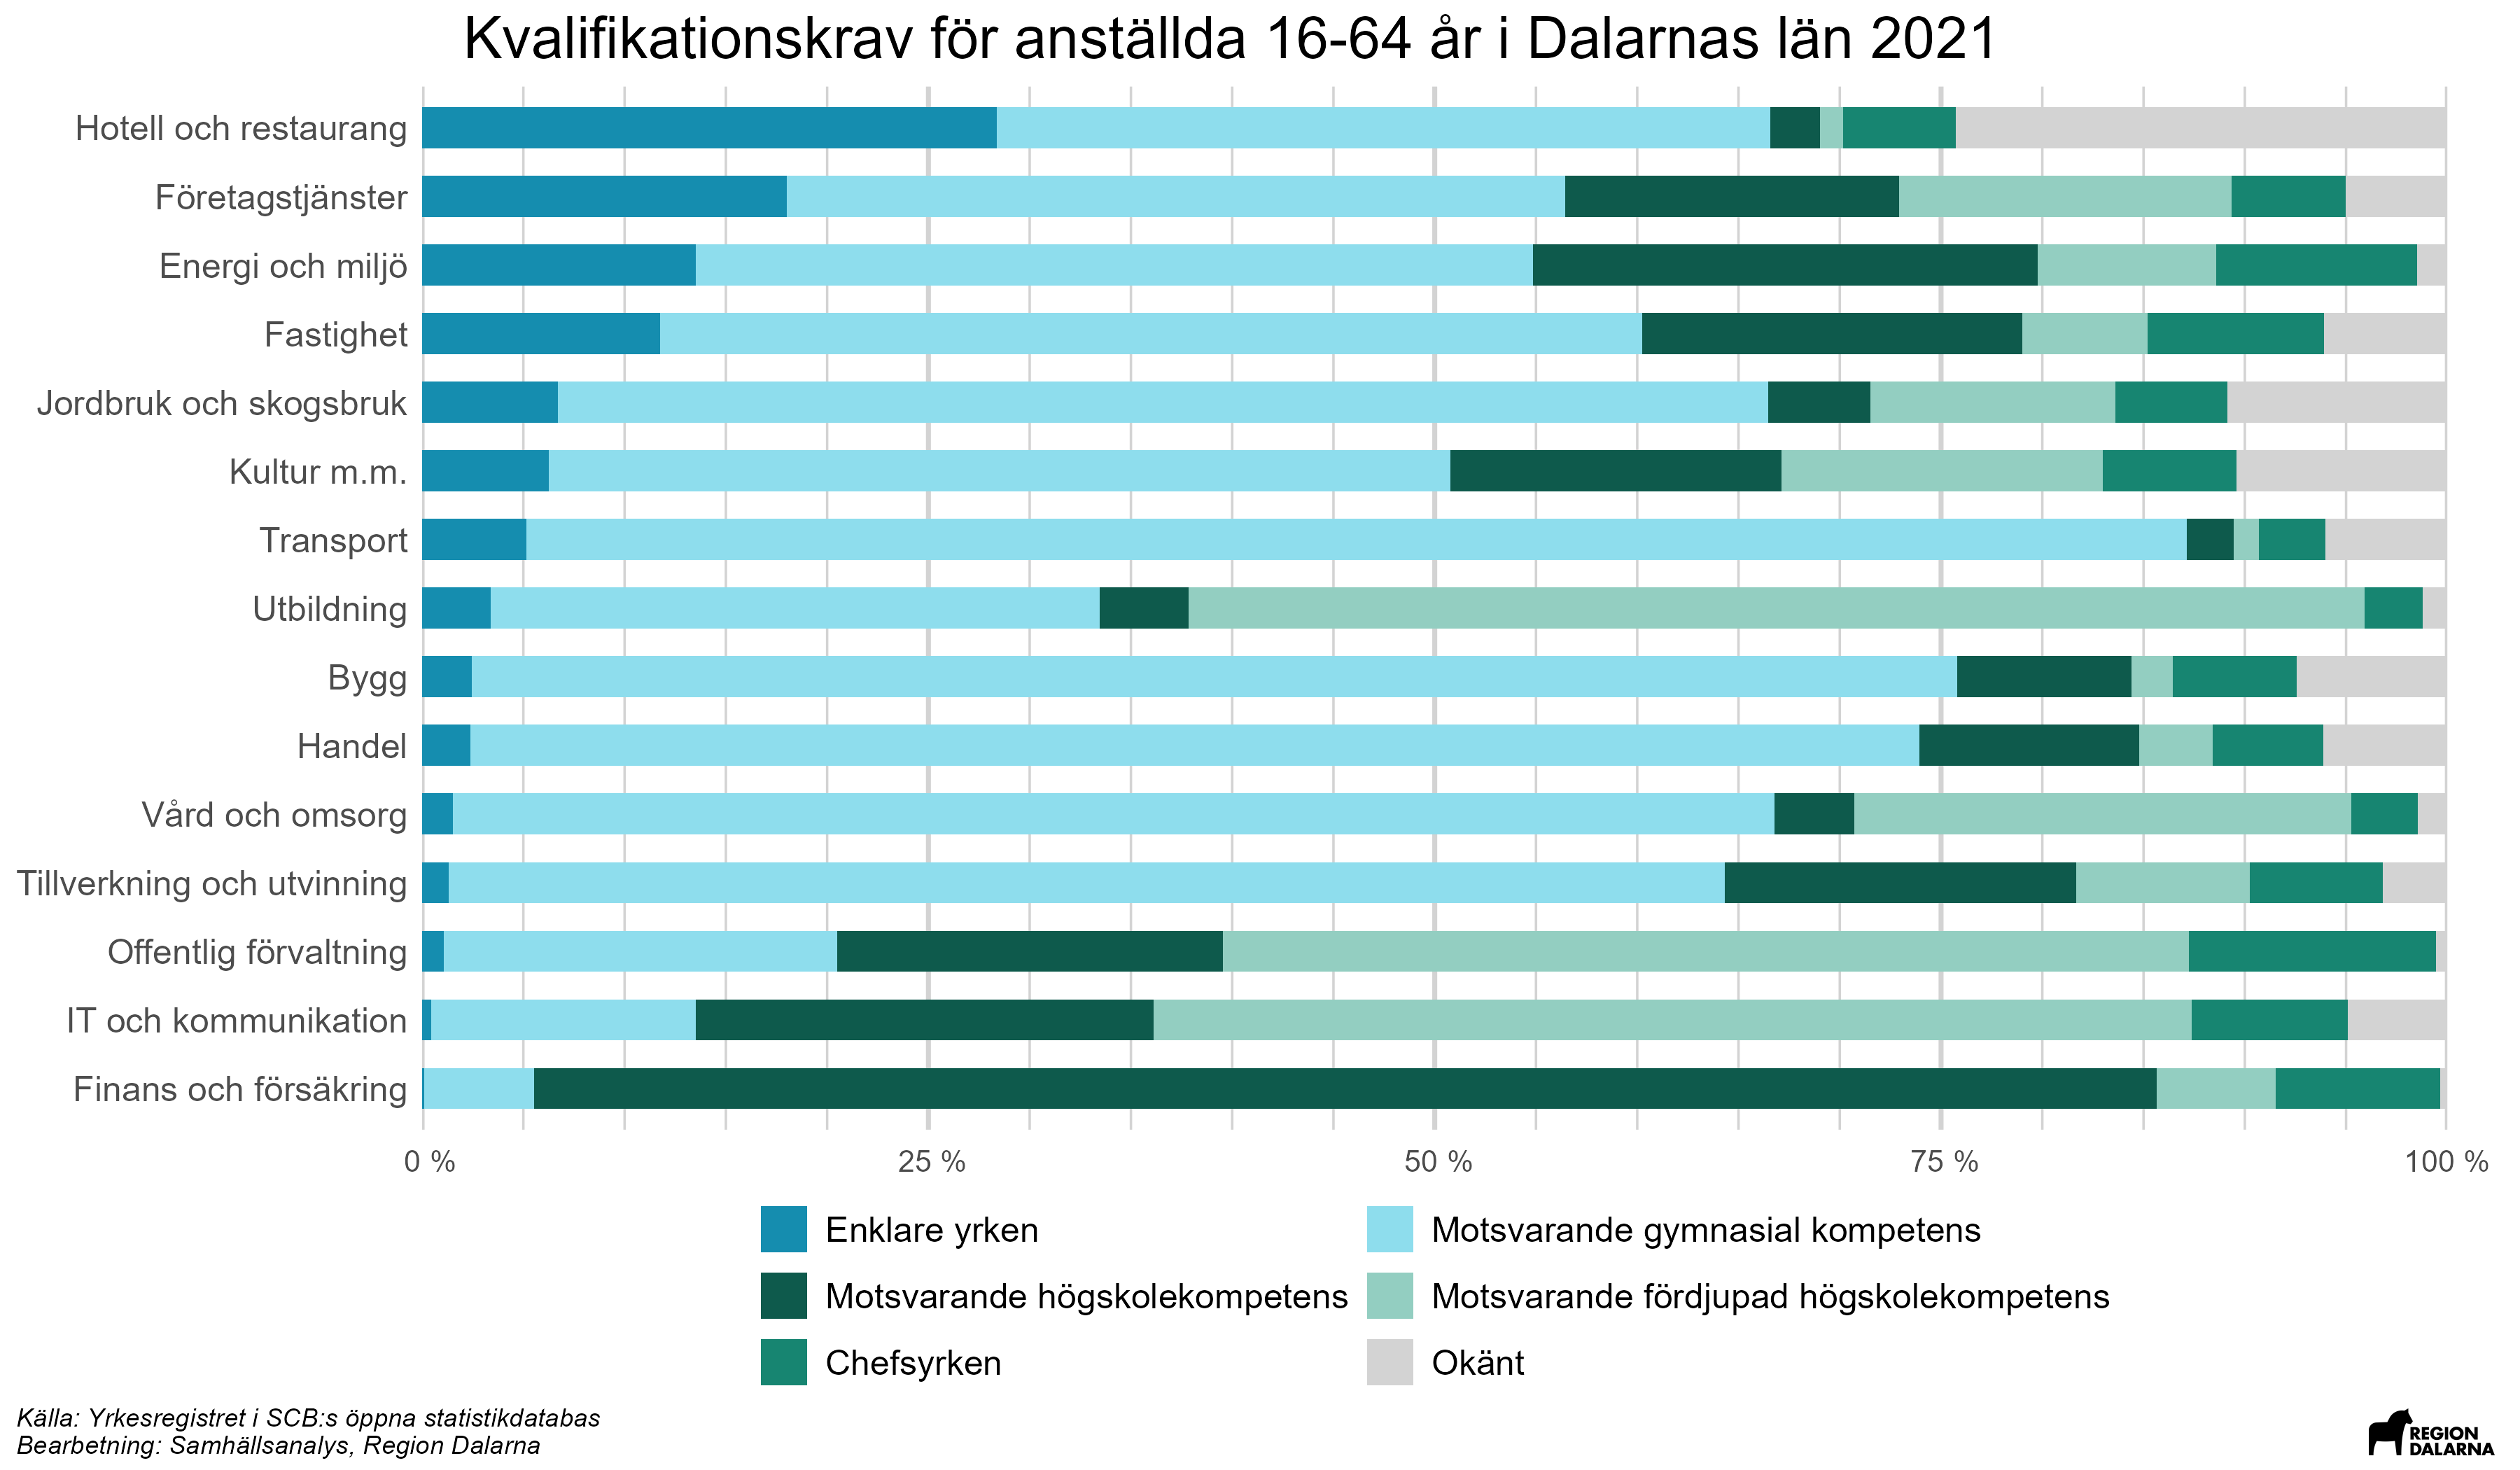 Kvalifikationskrav för anställda 16-64 år i Dalarnas län 2021
Hotell och restaurang
Företagstjänster
Energi och miljö
Fastighet
Jordbruk och skogsbruk
Kultur m.m.
Transport
Utbildning
Bygg
Handel
Vård och omsorg
Tillverkning och utvinning
Offentlig förvaltning
IT och kommunikation
Finans och försäkring
0 % 25 % 50 % 75 % 100 %
Enklare yrken
Motsvarande gymnasial kompetens
Motsvarande högskolekompetens
Motsvarande fördjupad högskolekompetens
Chefsyrken
Okänt
Källa: Yrkesregistret i SCB:s öppna statistikdatabas
Bearbetning: Samhällsanalys, Region Dalarna
REGION
DALARNA